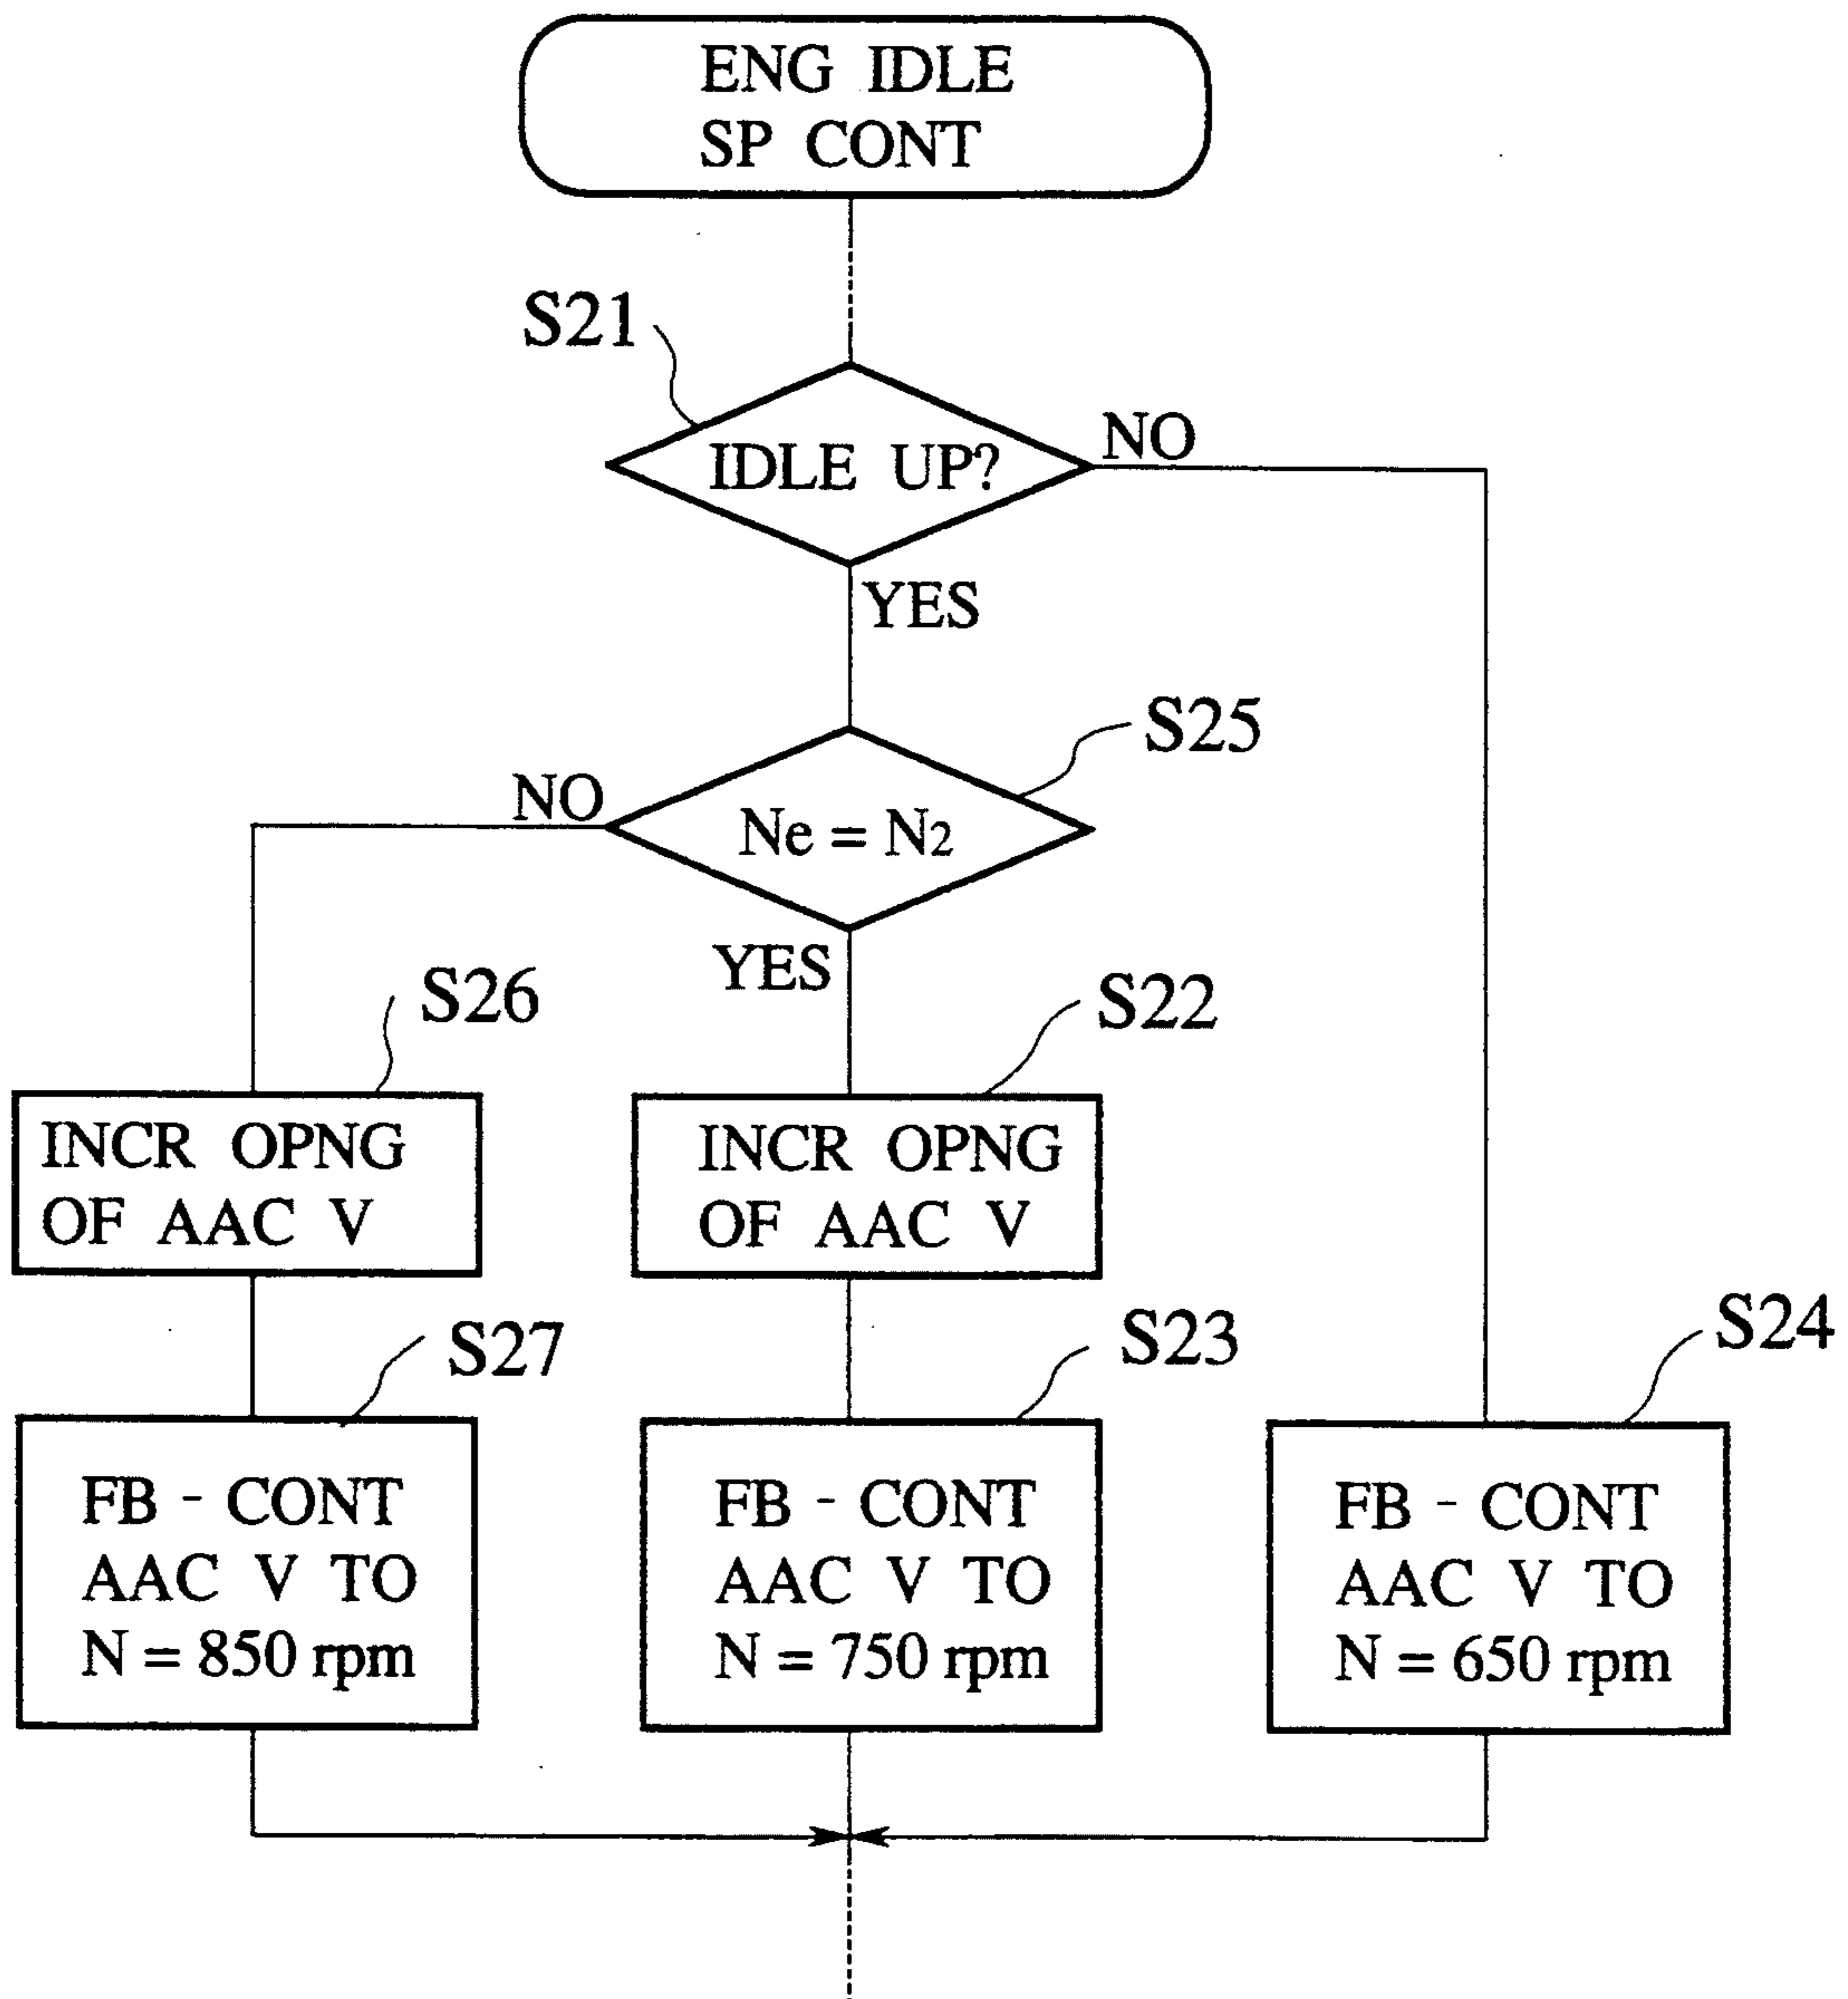 ENG IDLE
SP CONT
S21
IDLE UP?
NO
YES
S25
NO
Ne = N2
YES
S26
S22
INCR OPNG
OF AAC V
INCR OPNG
OF AAC V
S27
S23
S24
FB - CONT
AAC V TO
N = 850 rpm
FB - CONT
AAC V TO
N = 750 rpm
FB - CONT
AAC V TO
N = 650 rpm